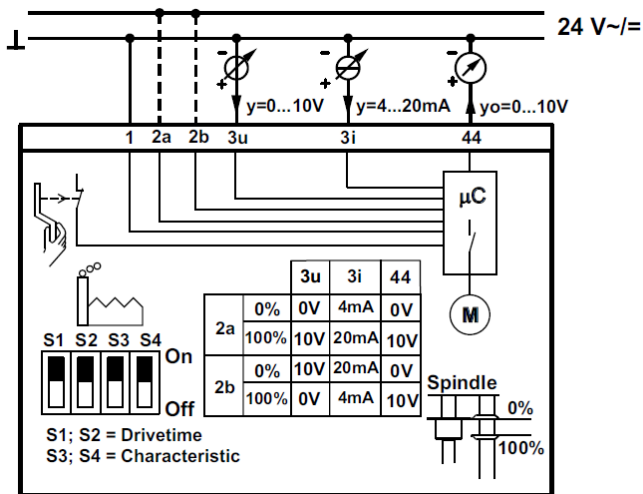 24 V~/=
⊥
- - -
+ + +
y=0...10V y=4...20mA yo=0...10V
1 2a 2b 3u 3i 44
µC
3u 3i 44
2a 0% 0V 4mA 0V
100% 10V 20mA 10V
2b 0% 10V 20mA 0V
100% 0V 4mA 10V
M
S1 S2 S3 S4
On
Off
Spindle
0%
100%
S1; S2 = Drivetime
S3; S4 = Characteristic